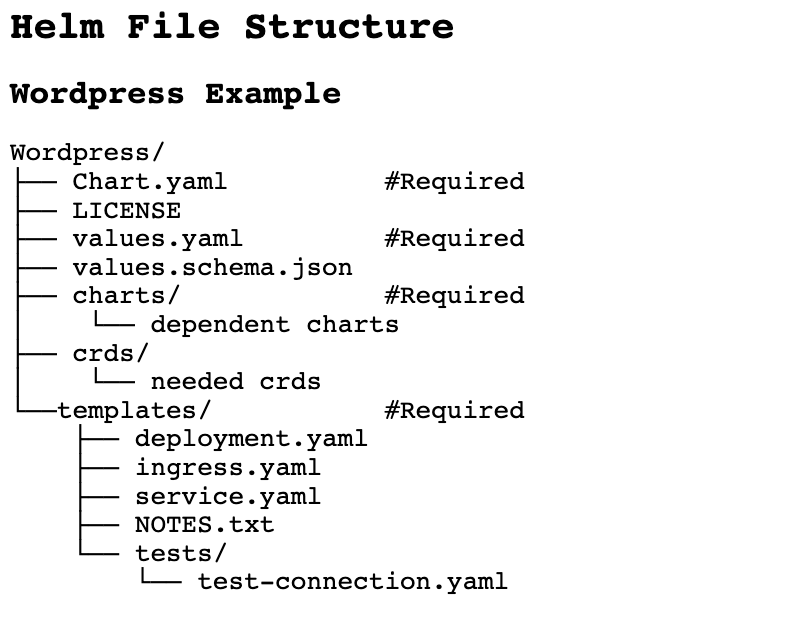 Helm File Structure
Wordpress Example
Wordpress/
├── Chart.yaml          #Required
├── LICENSE
├── values.yaml         #Required
├── values.schema.json
├── charts/             #Required
│    └── dependent charts
├── crds/
│    └── needed crds
└──templates/           #Required
    ├── deployment.yaml
    ├── ingress.yaml
    ├── service.yaml
    ├── NOTES.txt
    └── tests/
        └── test-connection.yaml